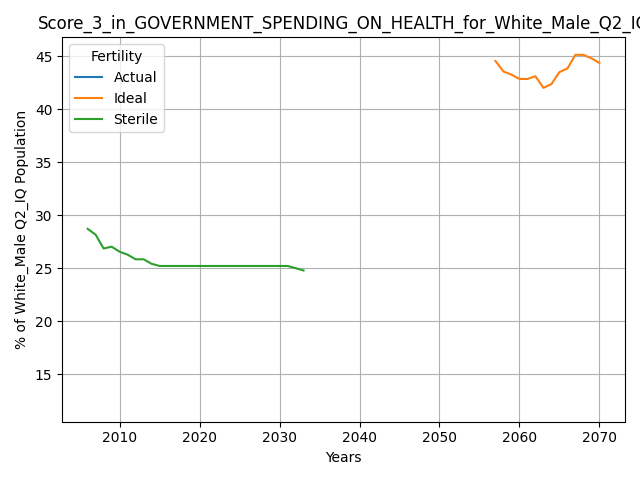 Score_3_in_GOVERNMENT_SPENDING_ON_HEALTH_for_White_Male_Q2_IQ
Fertility
Actual
Ideal
Sterile
% of White_Male Q2_IQ Population
45
40
35
30
25
20
15
2010 2020 2030 2040 2050 2060 2070
Years